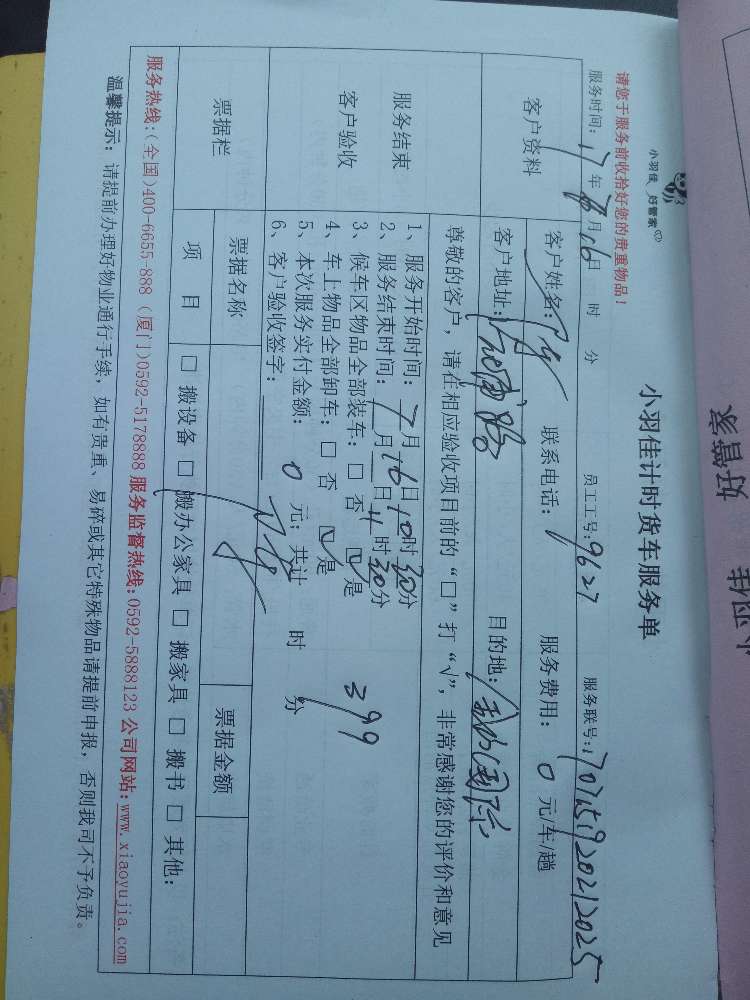 小羽佳 好管家
小羽佳计时货车服务单
请您于服务前收拾好您的贵重物品！
服务时间：17年 月16日 时 分 员工工号：9627 服务联号：
客户资料 客户姓名： 联系电话： 服务费用：0元/车/趟
客户地址： 目的地：国际
尊敬的客户，请在相应验收项目前的“□”打“√”，非常感谢您的评价和意见
服务结束
客户验收
1、服务开始时间：7月16日10时30分
2、服务结束时间：7月16日11时30分
3、候车区物品全部装车：□否 ☑是 299
4、车上物品全部卸车：□否 ☑是
5、本次服务实付金额：0元；共计 时 分
6、客户验收签字：
票据栏 票据名称 票据金额
项目 □搬设备 □搬办公家具 □搬家具 □搬书 □其他：
服务热线：（全国）400-6655-888（厦门）0592-5178888 服务监督热线：0592-5888123 公司网站：www.xiaoyujia.com
温馨提示：请提前办理好物业通行手续，如有贵重、易碎或其它特殊物品请提前申报，否则我司不予负责。
好管家
小羽佳